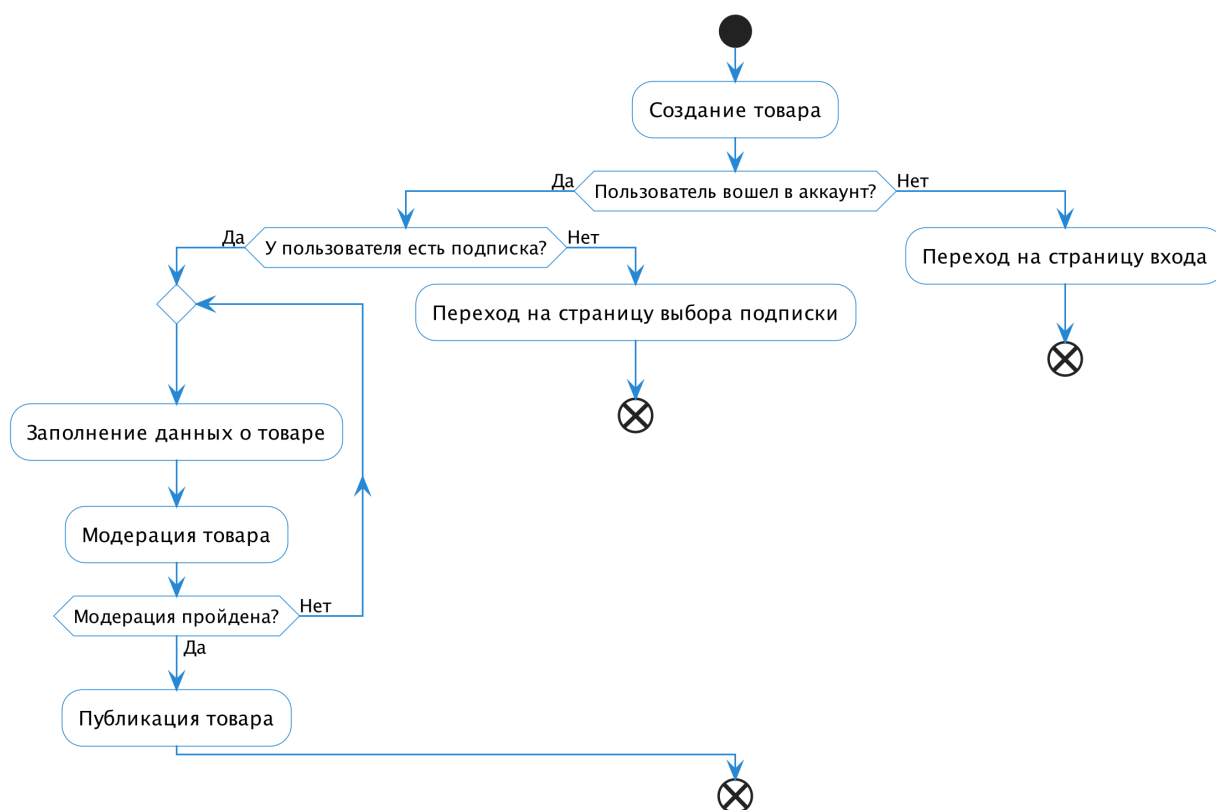 Создание товара
Да
Пользователь вошел в аккаунт?
Нет
Да
У пользователя есть подписка?
Нет
Переход на страницу входа
Переход на страницу выбора подписки
Заполнение данных о товаре
Модерация товара
Модерация пройдена?
Нет
Да
Публикация товара